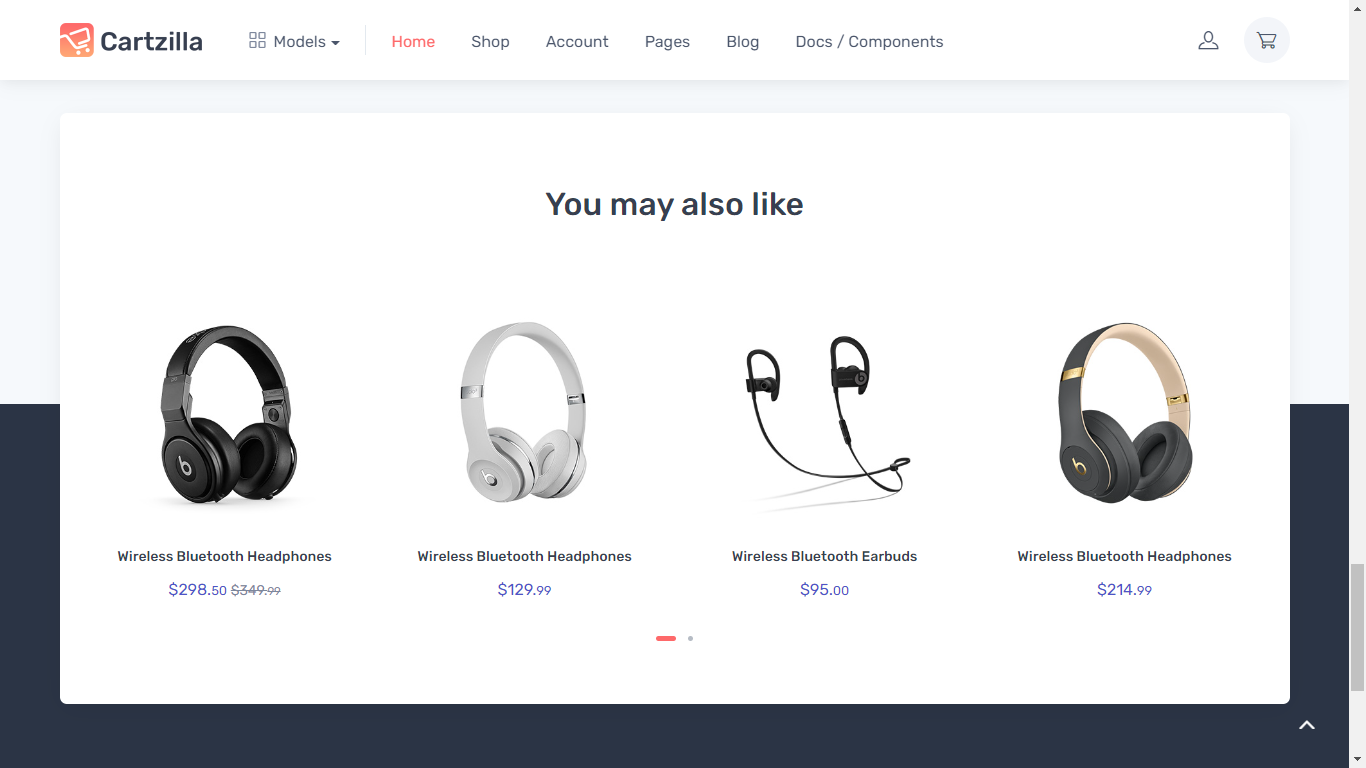 Cartzilla
Models
Home
Shop
Account
Pages
Blog
Docs / Components
You may also like
Wireless Bluetooth Headphones
$298.50 $349.99
Wireless Bluetooth Headphones
$129.99
Wireless Bluetooth Earbuds
$95.00
Wireless Bluetooth Headphones
$214.99